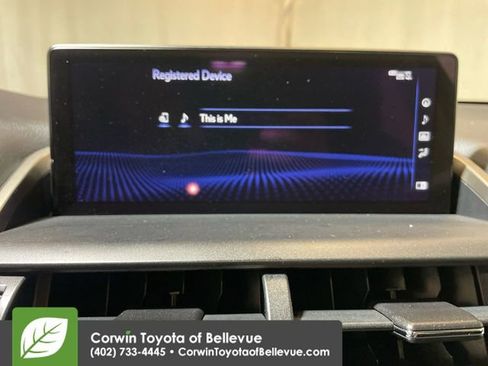 Registered Device
This is Me
Corwin Toyota of Bellevue
(402) 733-4445 • CorwinToyotaofBellevue.com